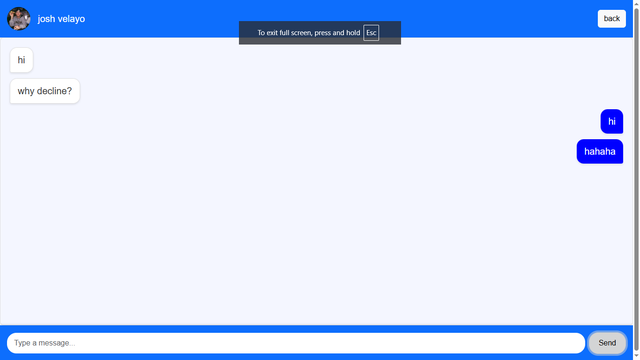 josh velayo
back
To exit full screen, press and hold Esc
hi
why decline?
hi
hahaha
Type a message...
Send